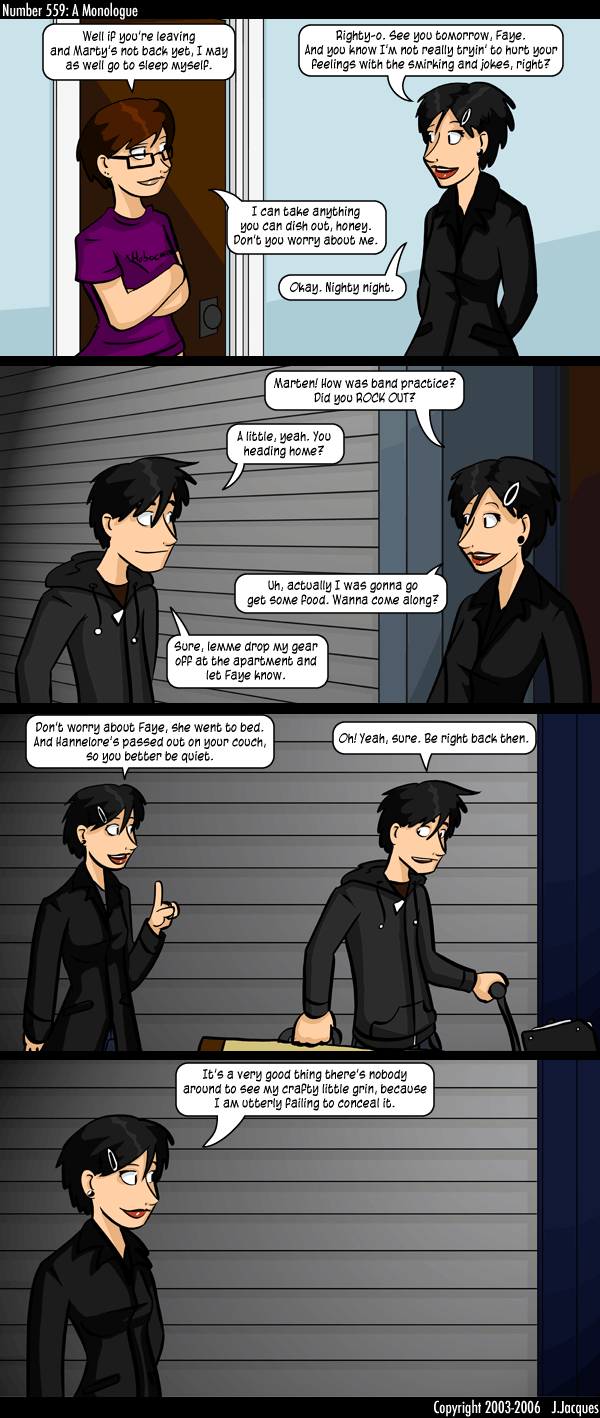 Number 559: A Monologue
Well if you're leaving
and Marty's not back yet, I may
as well go to sleep myself.
Righty-o. See you tomorrow, Faye.
And you know I'm not really tryin' to hurt your
feelings with the smirking and jokes, right?
I can take anything
you can dish out, honey.
Don't you worry about me.
Okay. Nighty night.
Marten! How was band practice?
Did you ROCK OUT?
A little, yeah. You
heading home?
Uh, actually I was gonna go
get some food. Wanna come along?
Sure, lemme drop my gear
off at the apartment and
let Faye know.
Don't worry about Faye, she went to bed.
And Hannelore's passed out on your couch,
so you better be quiet.
Oh! Yeah, sure. Be right back then.
It's a very good thing there's nobody
around to see my crafty little grin, because
I am utterly failing to conceal it.
Copyright 2003-2006 J.Jacques